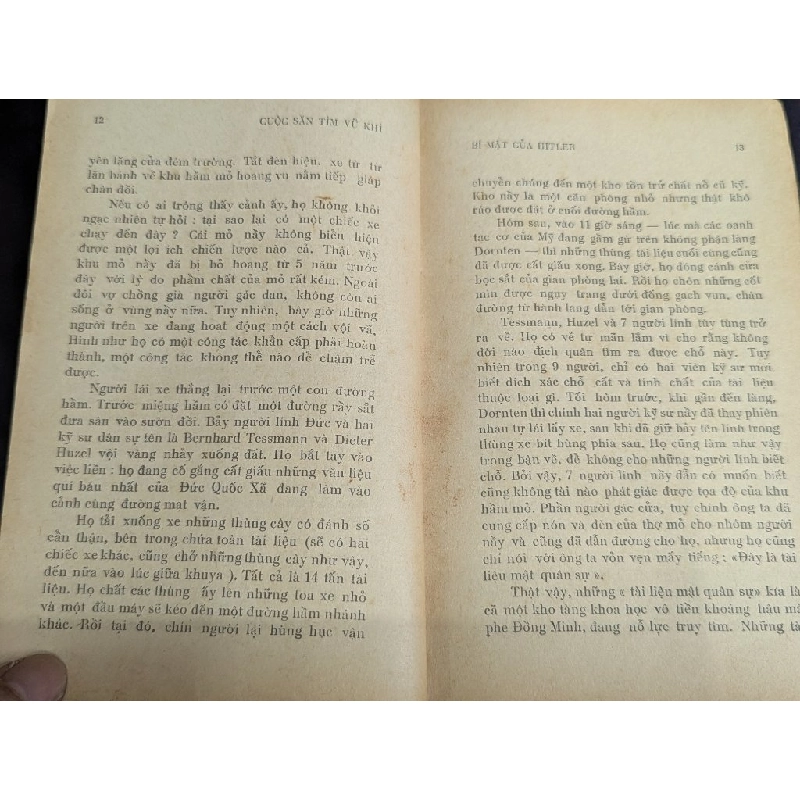 12 CUỘC SĂN TÌM VŨ KHÍ
yên lặng của đêm trường. Tắt đèn hiệu, xe từ từ
lăn bánh về khu hầm mỏ hoang vu nằm tiếp giáp
chân đồi.
Nếu có ai trông thấy cảnh ấy, họ không khỏi
ngạc nhiên tự hỏi : tại sao lại có một chiếc xe
chạy đến đây ? Cái mỏ này không biểu hiện
được một lợi ích chiến lược nào cả. Thật vậy
khu mỏ này đã bị bỏ hoang từ 5 năm trước
đây với lý do phẩm chất của mỏ rất kém. Ngoài
đôi vợ chồng già người gác dan, không còn ai
sống ở vùng này nữa. Tuy nhiên, bây giờ những
người trên xe đang hoạt động một cách vội vã.
Hình như họ có một công tác khẩn cấp phải hoàn
thành, một công tác không thể nào để chậm trễ
được.
Người lái xe thắng lại trước một con đường
hầm. Trước miệng hầm có đặt một đường rầy sắt
đưa sản vào sườn đồi. Bảy người lính Đức và hai
kỹ sư dân sự tên là Bernhard Tessmann và Dieter
Huzel vội vàng nhảy xuống đất. Họ bắt tay vào
việc liền : họ đang cố gắng cất giấu những văn liệu
quí báu nhất của Đức Quốc Xã đang lâm vào
cảnh cùng đường mạt vận.
Họ tải xuống xe những thùng cây có đánh số
cẩn thận, bên trong chứa toàn tài liệu (sẽ có hai
chiếc xe khác, cũng chở những thùng cây như vậy,
đến nữa vào lúc giữa khuya ). Tất cả là 14 tấn tài
liệu. Họ chất các thùng ấy lên những toa xe nhỏ
và một đầu máy sẽ kéo đến một đường hầm nhánh
khác. Rồi tại đó, chín người lại hùng hục vần
BÍ MẬT CỦA HITLER 13
chuyển chúng đến một kho tồn trữ chất nổ cũ kỹ.
Kho này là một căn phòng nhỏ nhưng thật khô
ráo được đặt ở cuối đường hầm.
Hôm sau, vào 11 giờ sáng — lúc mà các oanh
tạc cơ của Mỹ đang gầm gừ trên không phận làng
Dornten — thì những thùng tài liệu cuối cùng cũng
đã được cất giấu xong. Bây giờ, họ đóng cánh cửa
bọc sắt của gian phòng lại. Rồi họ chôn những cốt
mìn được ngụy trang dưới đống gạch vụn, chắn
đường từ hành lang dẫn tới gian phòng.
Tessmann, Huzel và 7 người lính tùy tùng trở
ra về. Họ có vẻ tự mãn lắm vì cho rằng không
đời nào địch quân tìm ra được chỗ này. Tuy
nhiên trong 9 người, chỉ có hai viên kỹ sư mới
biết đích xác chỗ cất và tính chất của tài liệu
thuộc loại gì. Tối hôm trước, khi gần đến làng,
Dornten thì chính hai người kỹ sư này đã thay phiên
nhau tự lái lấy xe, sau khi đã giữ bảy tên lính trong
thùng xe bít bùng phía sau. Họ cũng làm như vậy
trong bận về, để không cho những người lính biết
chỗ. Bởi vậy, 7 người lính này dẫu có muốn biết
cũng không tài nào phát giác được tọa độ của khu
hầm mỏ. Phần người gác cửa, tuy chính ông ta đã
cung cấp nón và đèn của thợ mỏ cho nhóm người
này và cũng đã dẫn đường cho họ, nhưng họ cũng
chỉ nói với ông ta vỏn vẹn mấy tiếng : «Đây là tài
liệu mật quân sự ».
Thật vậy, những « tài liệu mật quân sự» kia là
cả một kho tàng khoa học vô tiền khoáng hậu mà
phe Đồng Minh, đang nỗ lực truy tìm. Những tà